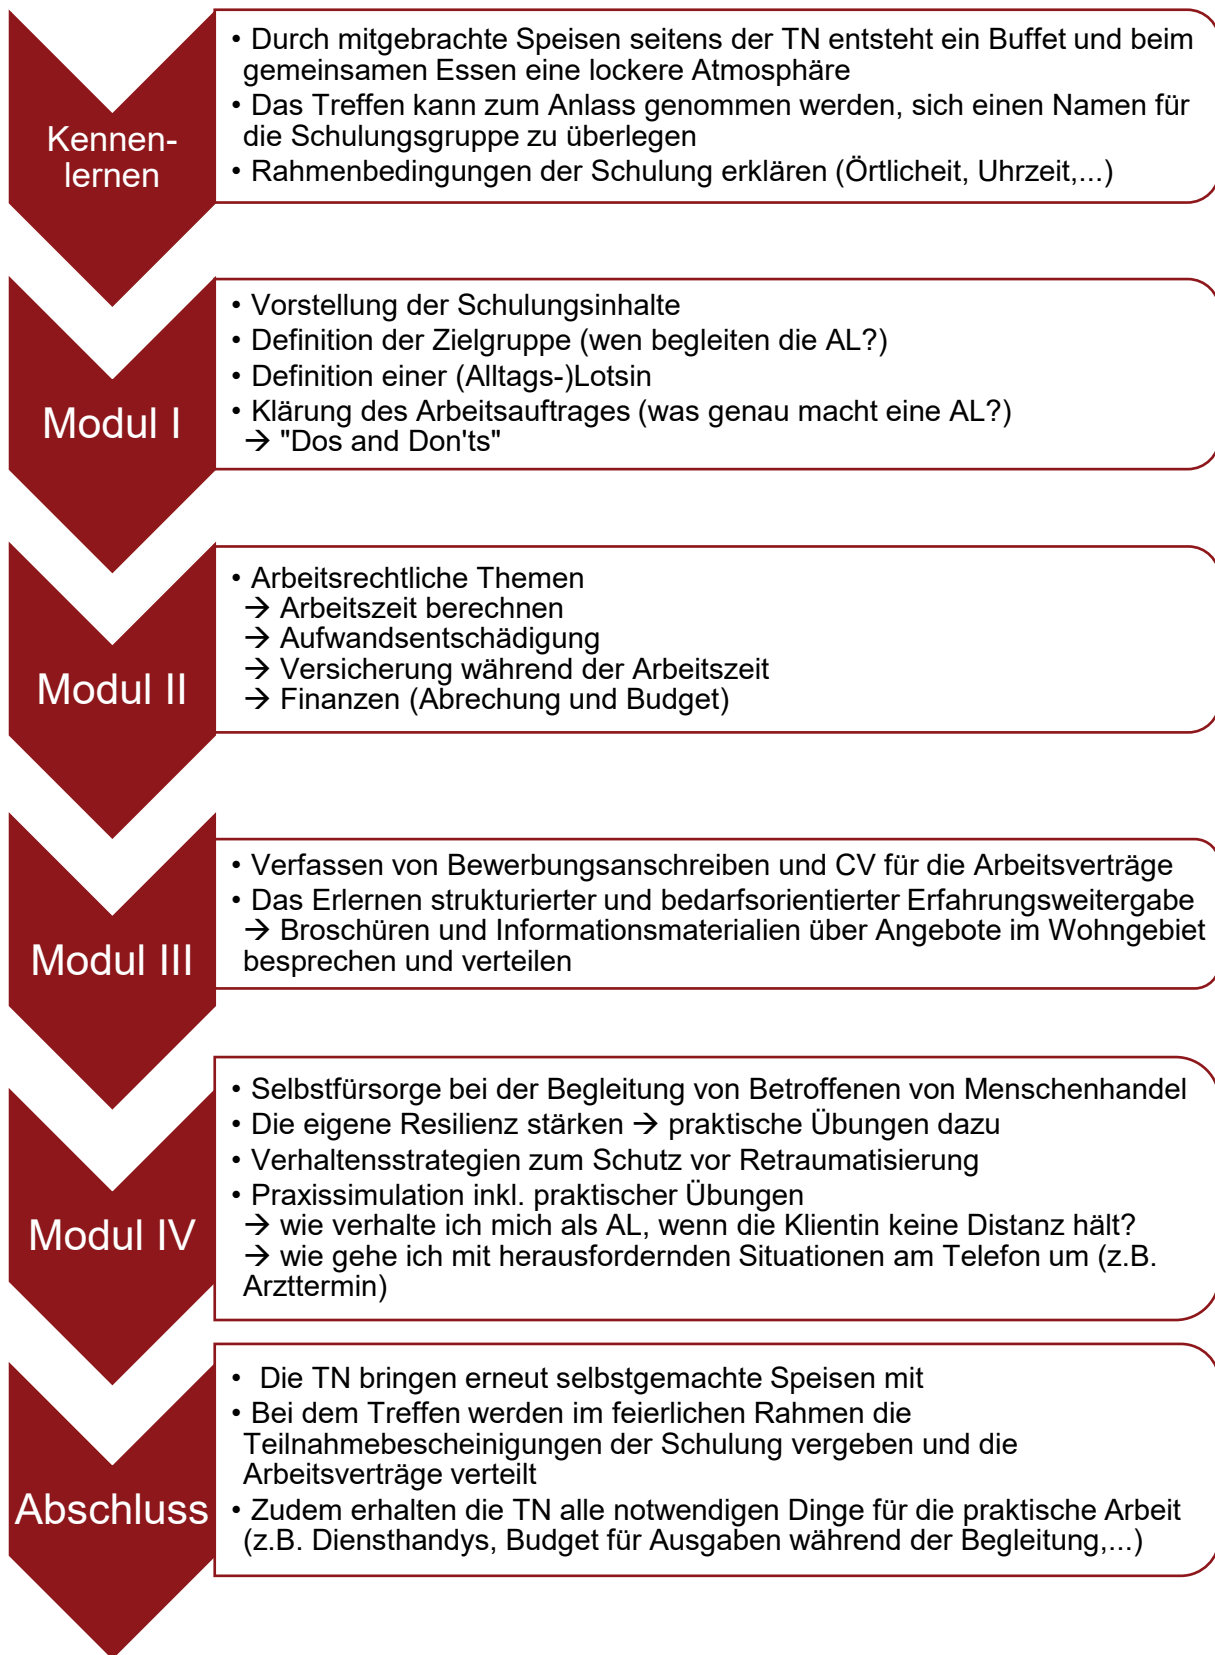 Kennen-
lernen
• Durch mitgebrachte Speisen seitens der TN entsteht ein Buffet und beim
gemeinsamen Essen eine lockere Atmosphäre
• Das Treffen kann zum Anlass genommen werden, sich einen Namen für
die Schulungsgruppe zu überlegen
• Rahmenbedingungen der Schulung erklären (Örtlicheit, Uhrzeit,...)
Modul I
• Vorstellung der Schulungsinhalte
• Definition der Zielgruppe (wen begleiten die AL?)
• Definition einer (Alltags-)Lotsin
• Klärung des Arbeitsauftrages (was genau macht eine AL?)
→ "Dos and Don'ts"
Modul II
• Arbeitsrechtliche Themen
→ Arbeitszeit berechnen
→ Aufwandsentschädigung
→ Versicherung während der Arbeitszeit
→ Finanzen (Abrechung und Budget)
Modul III
• Verfassen von Bewerbungsanschreiben und CV für die Arbeitsverträge
• Das Erlernen strukturierter und bedarfsorientierter Erfahrungsweitergabe
→ Broschüren und Informationsmaterialien über Angebote im Wohngebiet
besprechen und verteilen
Modul IV
• Selbstfürsorge bei der Begleitung von Betroffenen von Menschenhandel
• Die eigene Resilienz stärken → praktische Übungen dazu
• Verhaltensstrategien zum Schutz vor Retraumatisierung
• Praxissimulation inkl. praktischer Übungen
→ wie verhalte ich mich als AL, wenn die Klientin keine Distanz hält?
→ wie gehe ich mit herausfordernden Situationen am Telefon um (z.B.
Arzttermin)
Abschluss
• Die TN bringen erneut selbstgemachte Speisen mit
• Bei dem Treffen werden im feierlichen Rahmen die
Teilnahmebescheinigungen der Schulung vergeben und die
Arbeitsverträge verteilt
• Zudem erhalten die TN alle notwendigen Dinge für die praktische Arbeit
(z.B. Diensthandys, Budget für Ausgaben während der Begleitung,...)